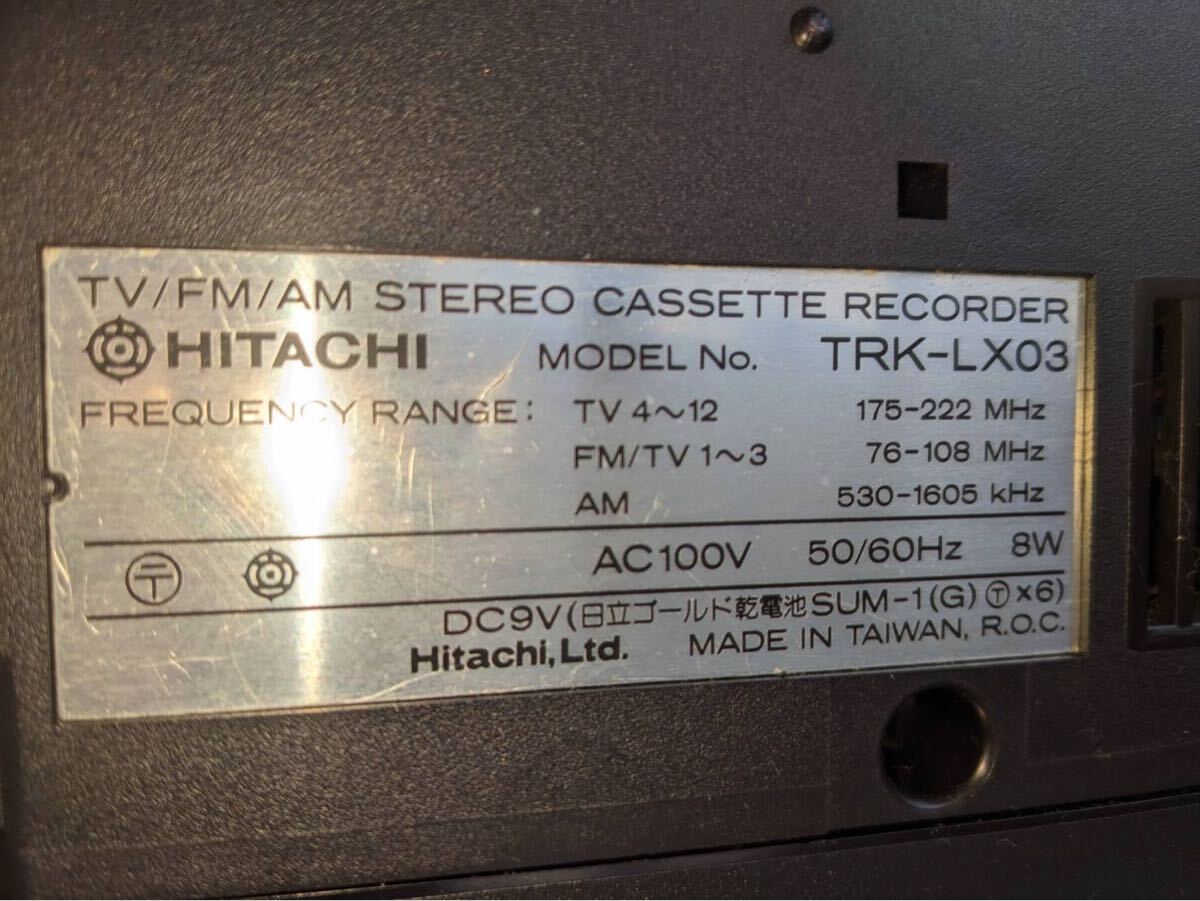 TV/FM/AM STEREO CASSETTE RECORDER
HITACHI MODEL No. TRK-LX03
FREQUENCY RANGE: TV 4~12 175-222 MHz
FM/TV 1~3 76-108 MHz
AM 530-1605 kHz
〒 AC100V 50/60Hz 8W
DC9V(日立ゴールド乾電池SUM-1(G)Ⓣ×6)
Hitachi,Ltd. MADE IN TAIWAN, R.O.C.